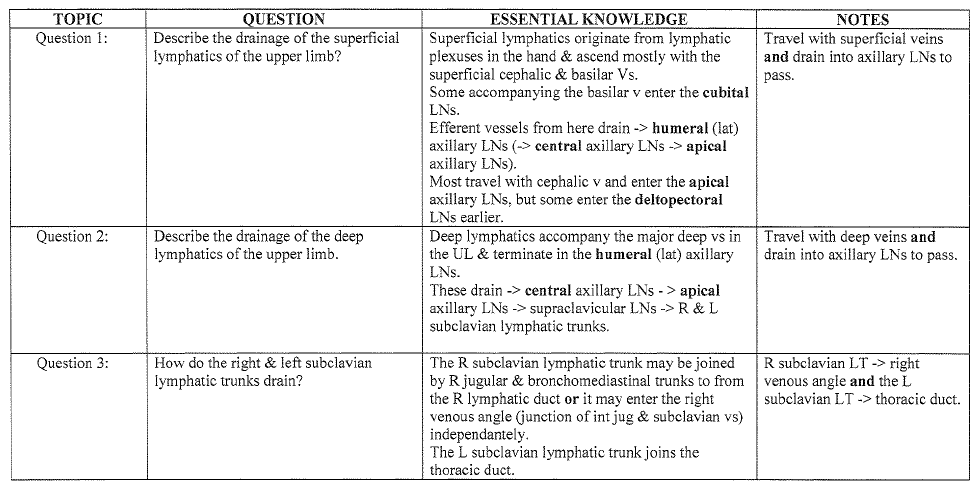 TOPIC
QUESTION
ESSENTIAL KNOWLEDGE
NOTES
Question 1:
Describe the drainage of the superficial
lymphatics of the upper limb?
Superficial lymphatics originate from lymphatic
plexuses in the hand & ascend mostly with the
superficial cephalic & basilar Vs.
Some accompanying the basilar v enter the cubital
LNs.
Efferent vessels from here drain -> humeral (lat)
axillary LNs (-> central axillary LNs -> apical
axillary LNs).
Most travel with cephalic v and enter the apical
axillary LNs, but some enter the deltopectoral
LNs earlier.
Travel with superficial veins
and drain into axillary LNs to
pass.
Question 2:
Describe the drainage of the deep
lymphatics of the upper limb.
Deep lymphatics accompany the major deep vs in
the UL & terminate in the humeral (lat) axillary
LNs.
These drain -> central axillary LNs - > apical
axillary LNs -> supraclavicular LNs -> R & L
subclavian lymphatic trunks.
Travel with deep veins and
drain into axillary LNs to pass.
Question 3:
How do the right & left subclavian
lymphatic trunks drain?
The R subclavian lymphatic trunk may be joined
by R jugular & bronchomediastinal trunks to from
the R lymphatic duct or it may enter the right
venous angle (junction of int jug & subclavian vs)
independantely.
The L subclavian lymphatic trunk joins the
thoracic duct.
R subclavian LT -> right
venous angle and the L
subclavian LT -> thoracic duct.